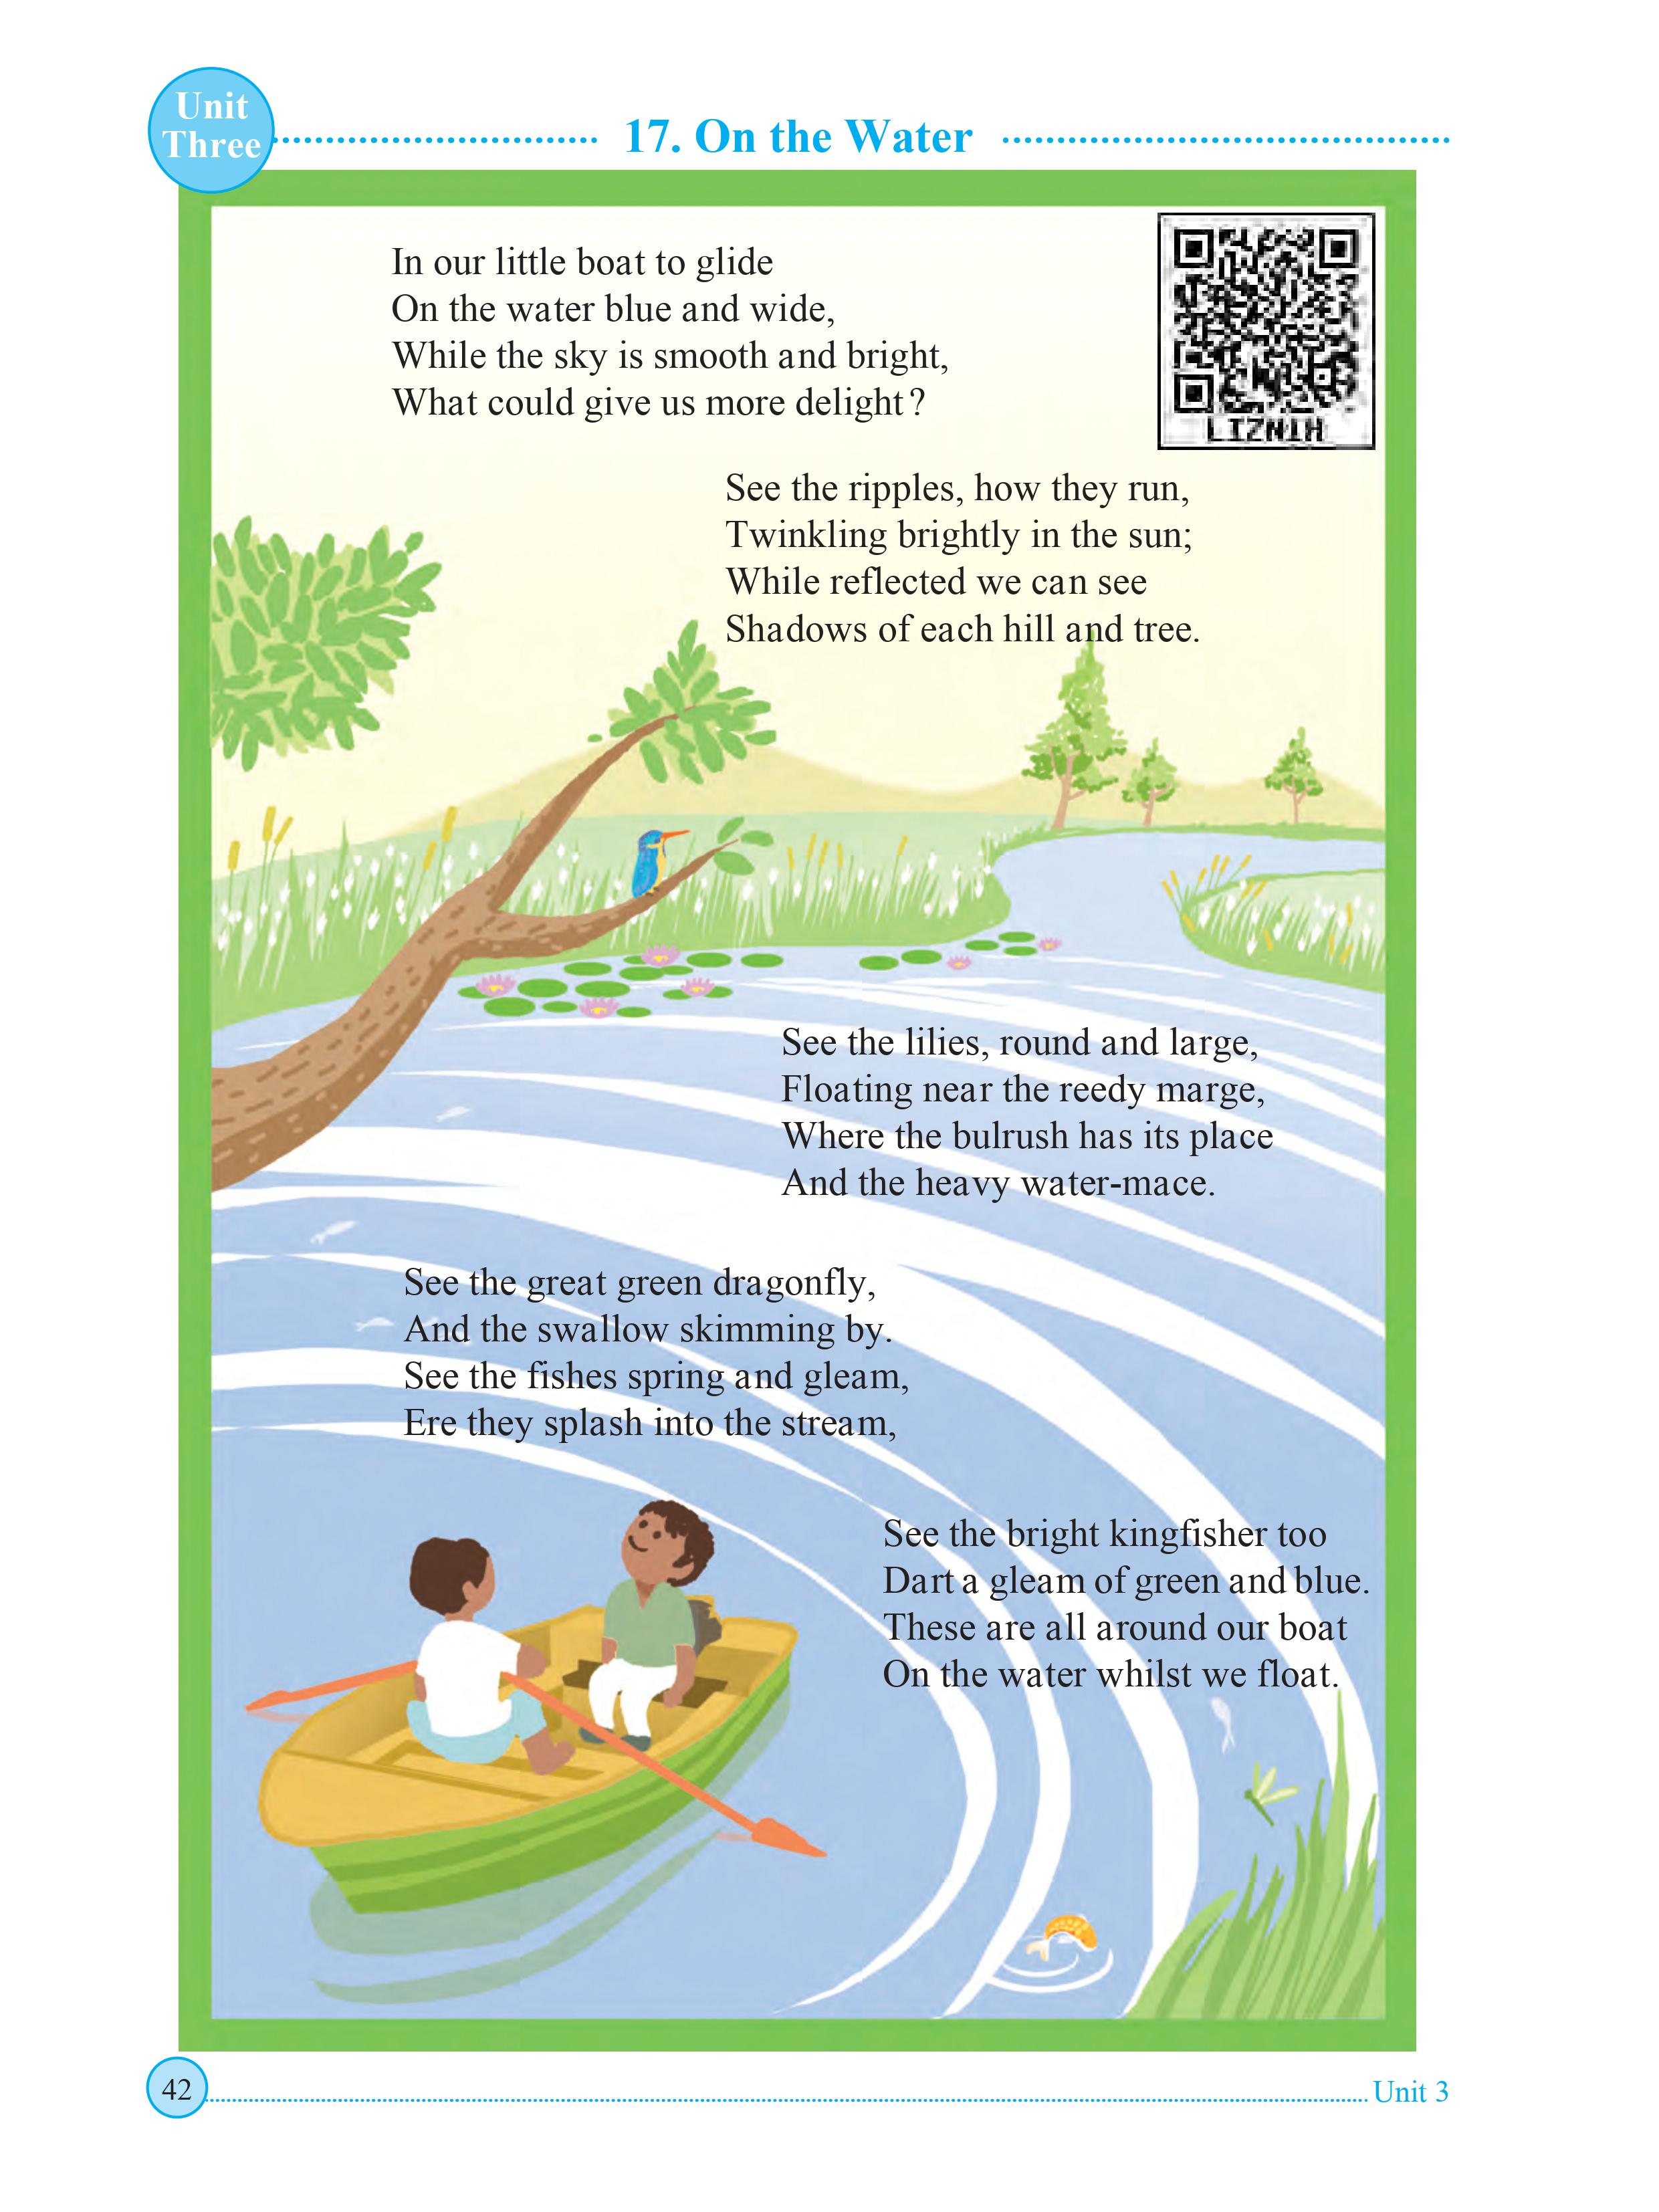 Unit
Three
17. On the Water
In our little boat to glide
On the water blue and wide,
While the sky is smooth and bright,
What could give us more delight?
See the ripples, how they run,
Twinkling brightly in the sun;
While reflected we can see
Shadows of each hill and tree.
See the lilies, round and large,
Floating near the reedy marge,
Where the bulrush has its place
And the heavy water-mace.
See the great green dragonfly,
And the swallow skimming by.
See the fishes spring and gleam,
Ere they splash into the stream,
See the bright kingfisher too
Dart a gleam of green and blue.
These are all around our boat
On the water whilst we float.
42
Unit 3